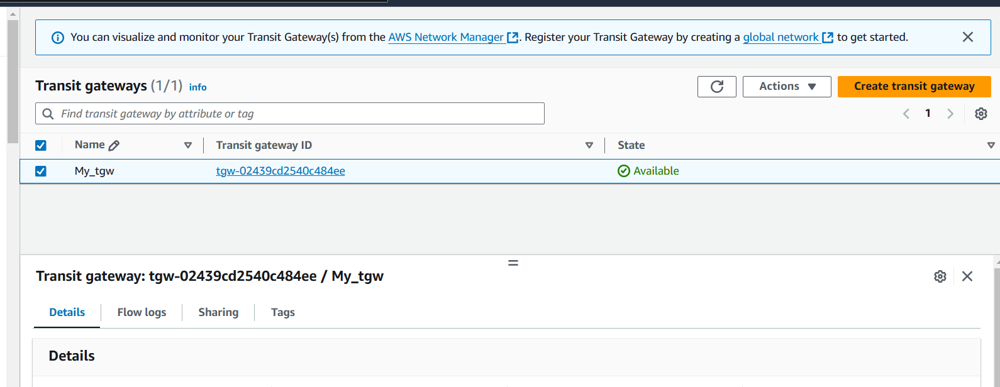 You can visualize and monitor your Transit Gateway(s) from the AWS Network Manager. Register your Transit Gateway by creating a global network to get started.
Transit gateways (1/1) info
Actions
Create transit gateway
Find transit gateway by attribute or tag
1
Name
Transit gateway ID
State
My_tgw
tgw-02439cd2540c484ee
Available
Transit gateway: tgw-02439cd2540c484ee / My_tgw
Details
Flow logs
Sharing
Tags
Details